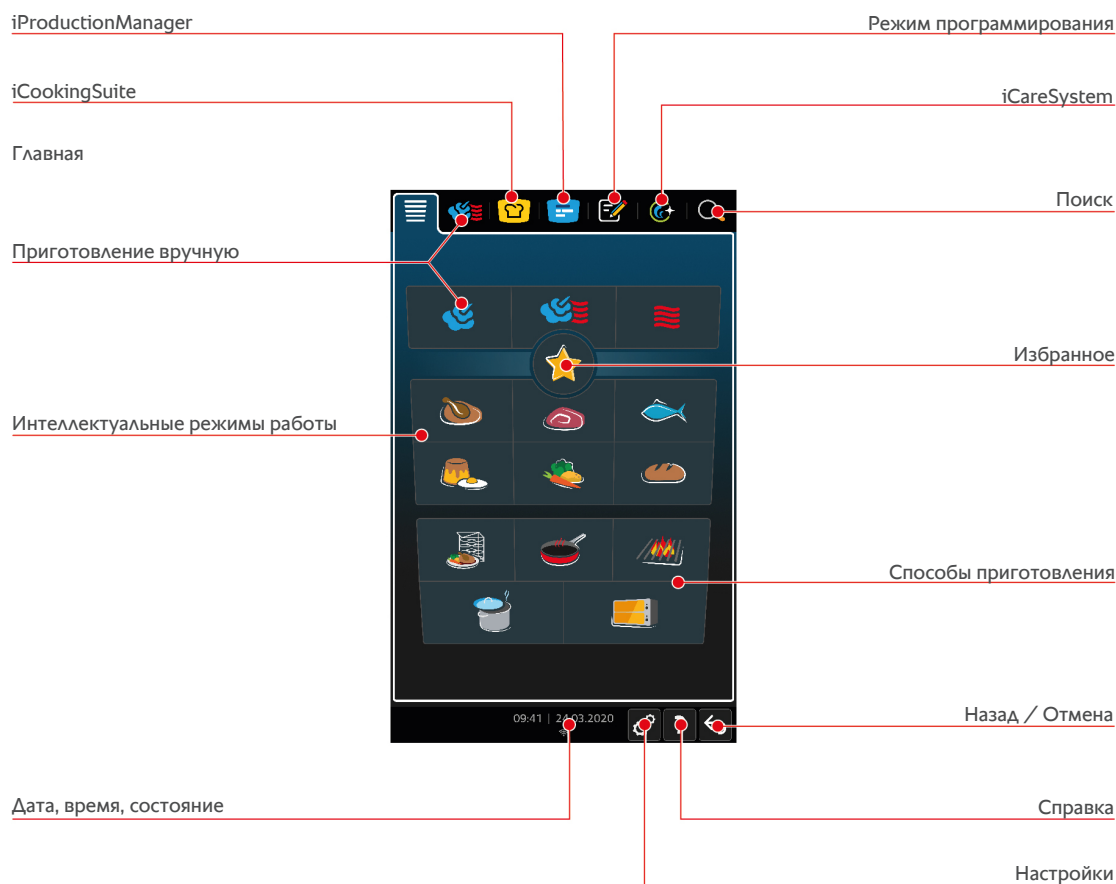 iProductionManager
Режим программирования
iCookingSuite
iCareSystem
Главная
Поиск
Приготовление вручную
Избранное
Интеллектуальные режимы работы
Способы приготовления
09:41 | 24.03.2020
Назад / Отмена
Дата, время, состояние
Справка
Настройки